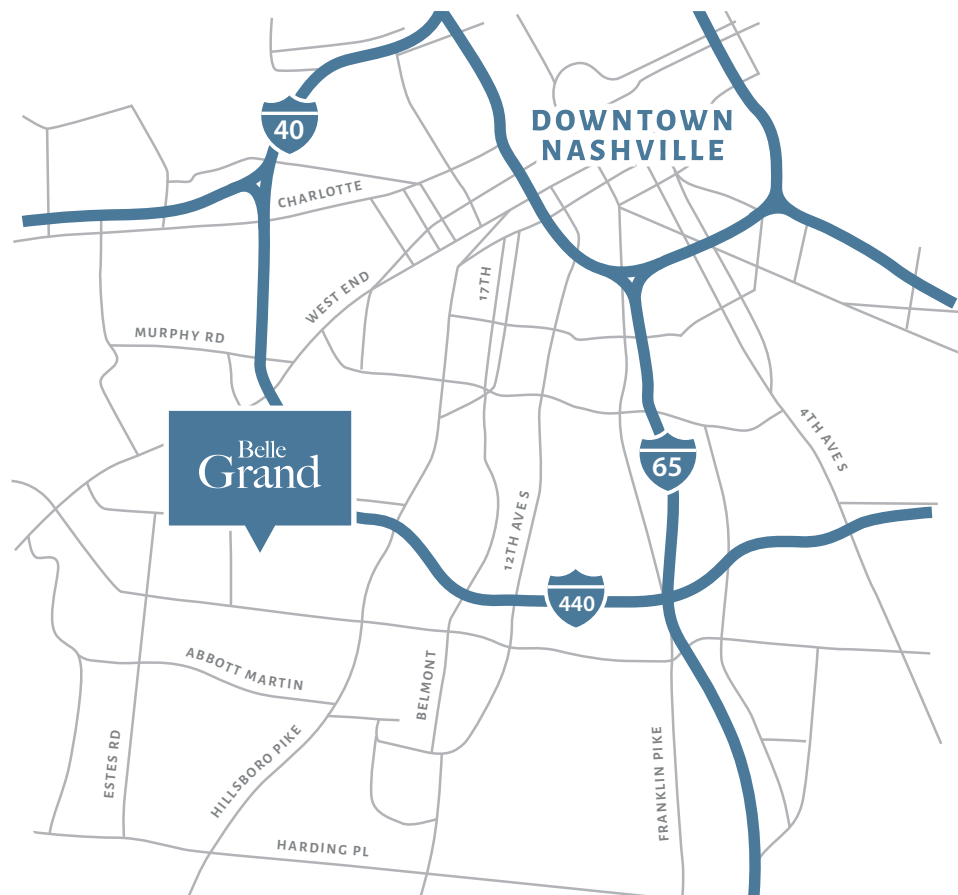 40
DOWNTOWN
NASHVILLE
CHARLOTTE
17TH
WEST END
MURPHY RD
4TH AVE S
Belle
Grand
65
12TH AVE S
440
ABBOTT MARTIN
BELMONT
ESTES RD
HILLSBORO PIKE
FRANKLIN PIKE
HARDING PL